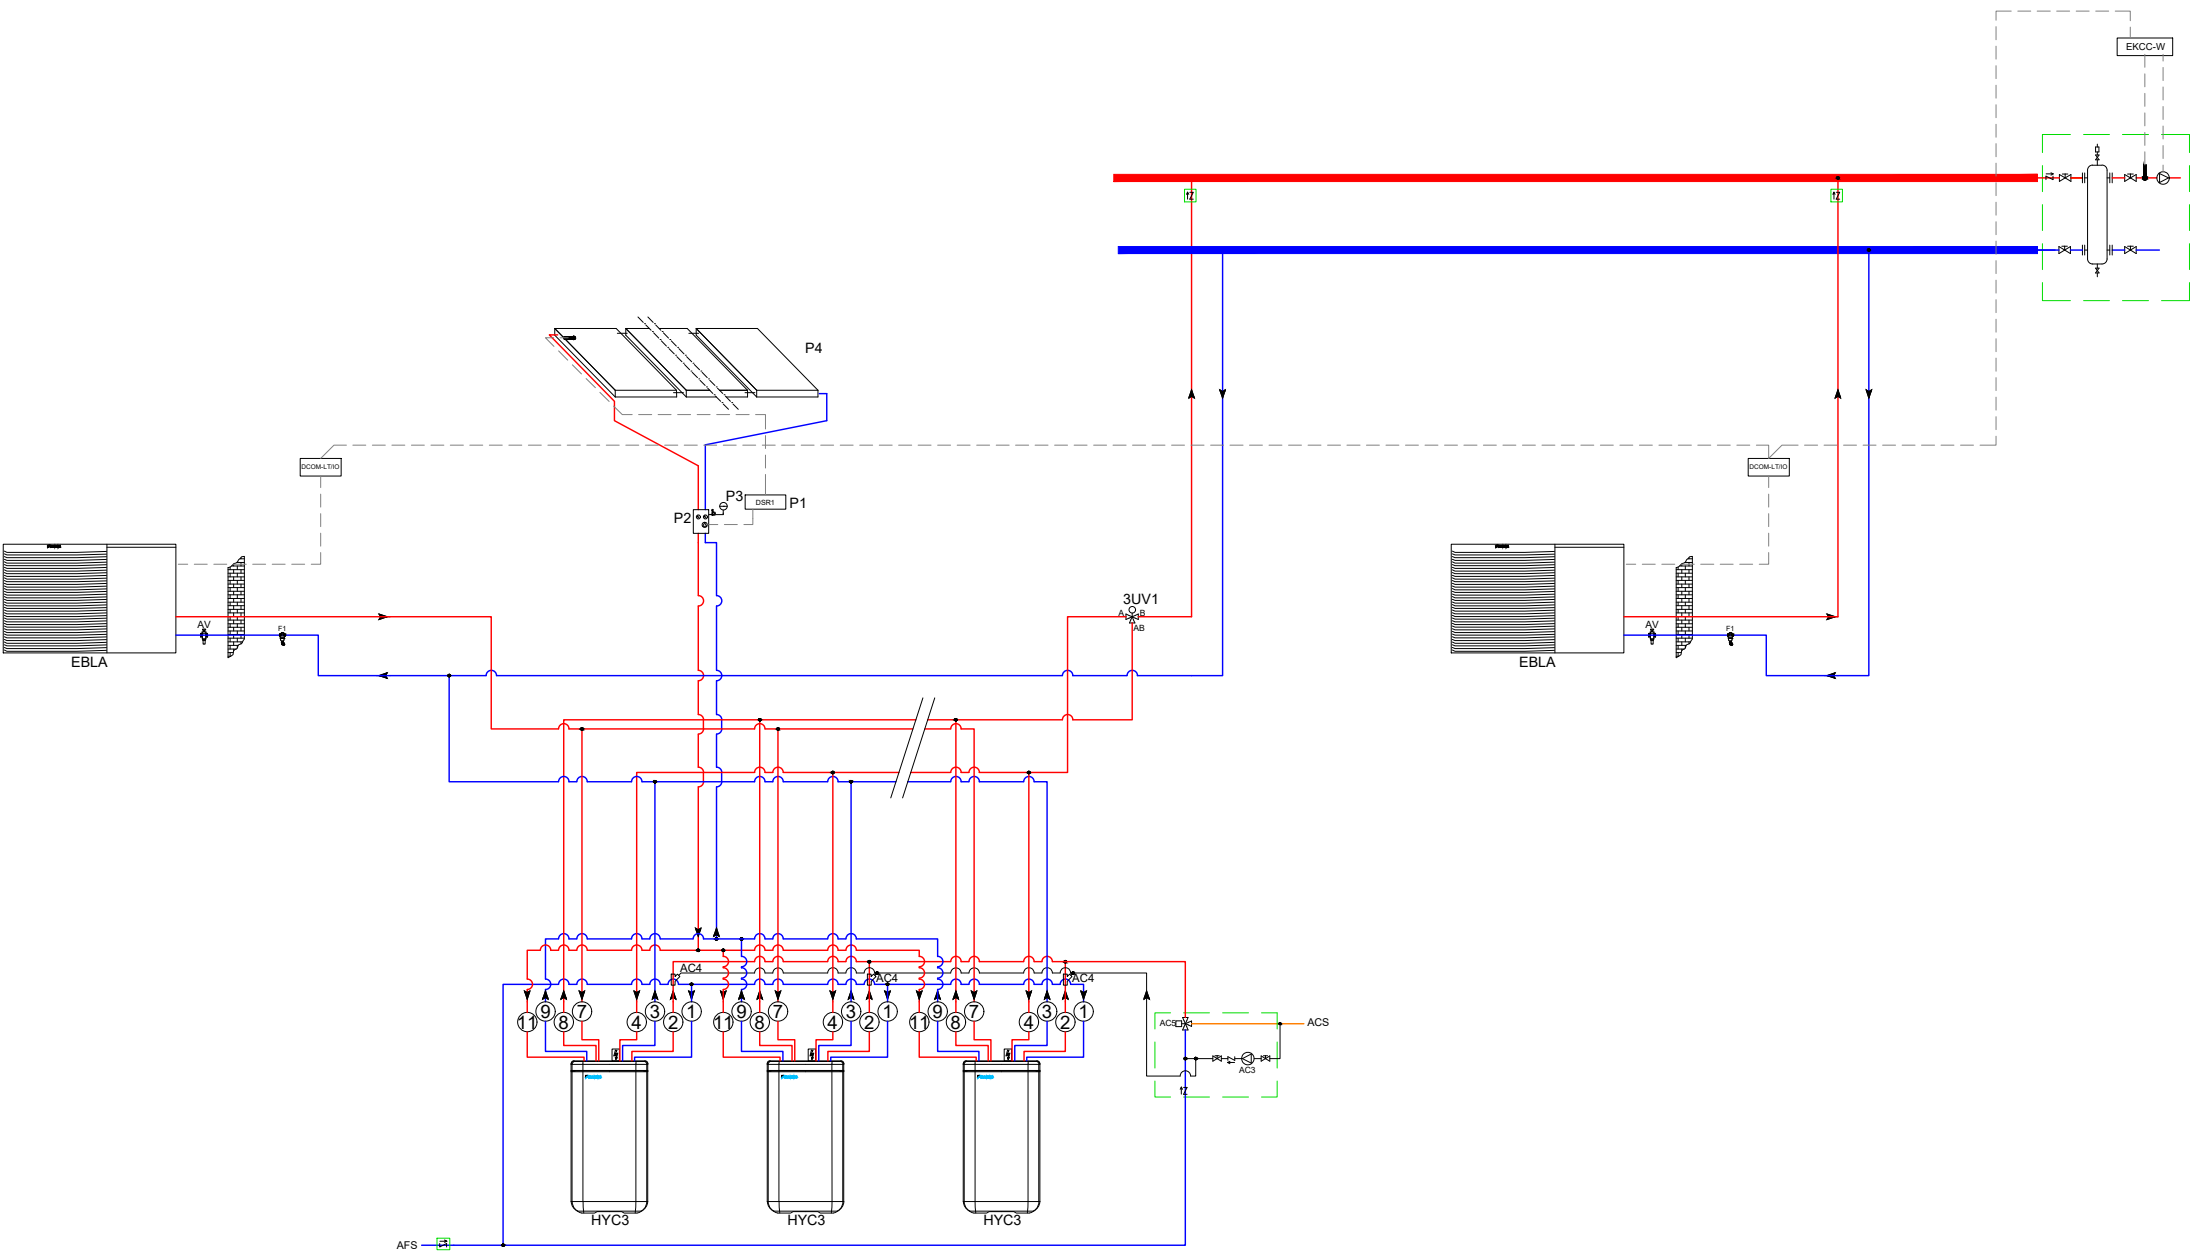 EKCC-W
P4
DCOM-LT/IO
DCOM-LT/IO
P3
DSR1
P1
P2
3UV1
A
B
AB
AV
F1
EBLA
AV
F1
EBLA
AC4
AC4
AC4
11
9
8
7
4
3
2
1
11
9
8
7
4
3
2
1
11
9
8
7
4
3
2
1
ACS
AC3
HYC3
HYC3
HYC3
AFS